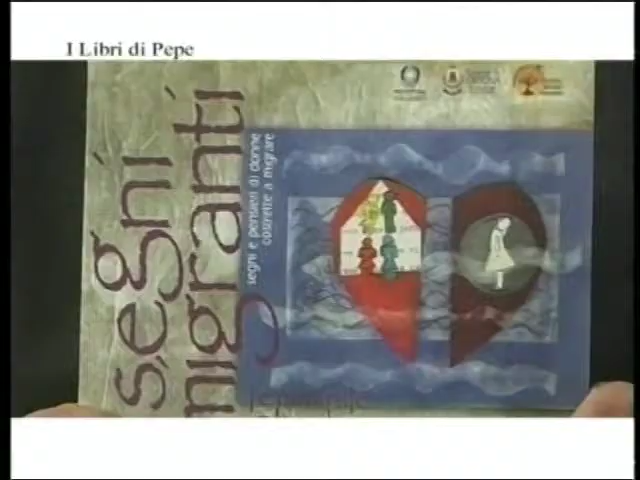 I Libri di Pepe
segni
migranti
segni e pensieri di donne
costrette a migrare